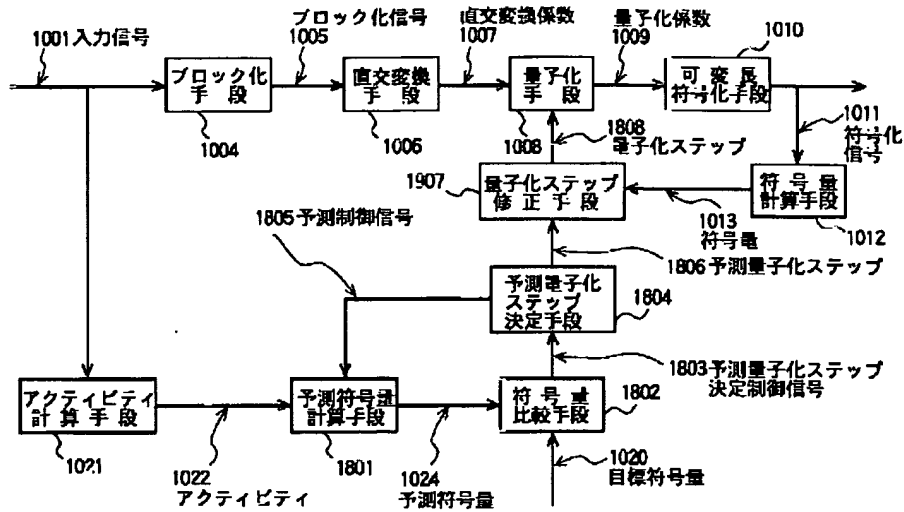 1001入力信号
ブロック化信号
1005
直交変換係数
1007
量子化係数
1009
1010
ブロック化
手段
直交変換
手段
量子化
手段
可変長
符号化手段
1004
1006
1008
1808
量子化ステップ
1011
符号化
信号
1907
量子化ステップ
修正手段
符号量
計算手段
1013
符号量
1012
1805予測制御信号
1806予測量子化ステップ
予測量子化
ステップ
決定手段
1804
1803予測量子化ステップ
決定制御信号
アクティビティ
計算手段
予測符号量
計算手段
符号量
比較手段
1802
1021
1022
アクティビティ
1801
1024
予測符号量
1020
目標符号量